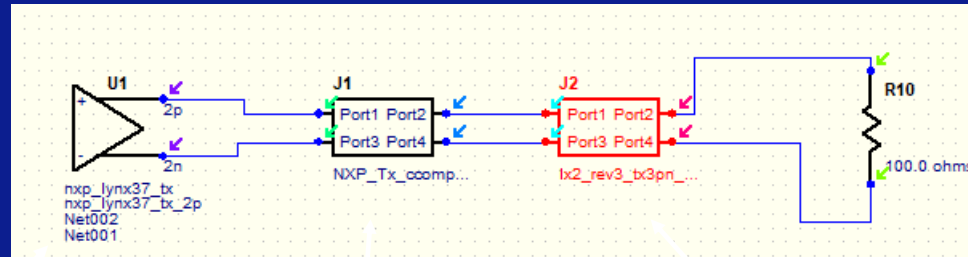 U1
+
2p
-
2n
nxp_lynx37_tx
nxp_lynx37_tx_2p
Net002
Net001
J1
Port1 Port2
Port3 Port4
NXP_Tx_ccomp...
J2
Port1 Port2
Port3 Port4
lx2_rev3_tx3pn_...
R10
100.0 ohms